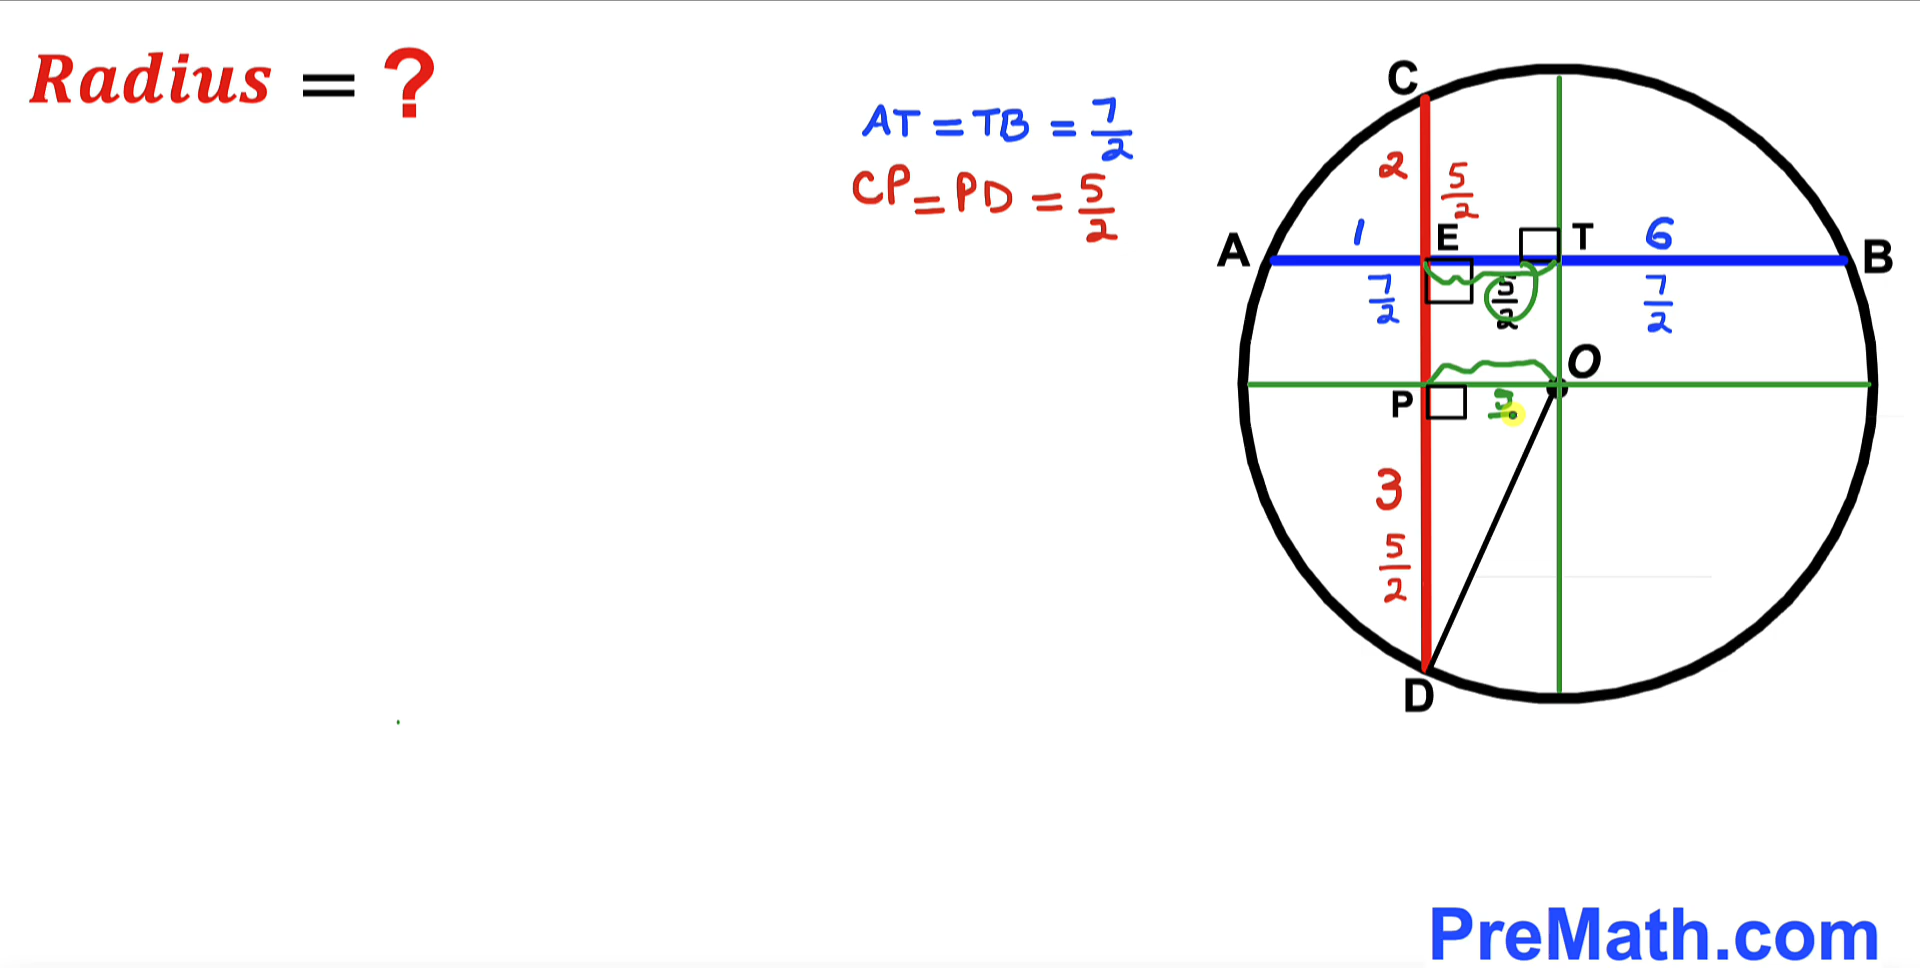 Radius = ?
AT = TB = 7/2
CP = PD = 5/2
C
2
5/2
A
1
E
T
6
B
7/2
5/2
7/2
O
P
3
5/2
D
PreMath.com